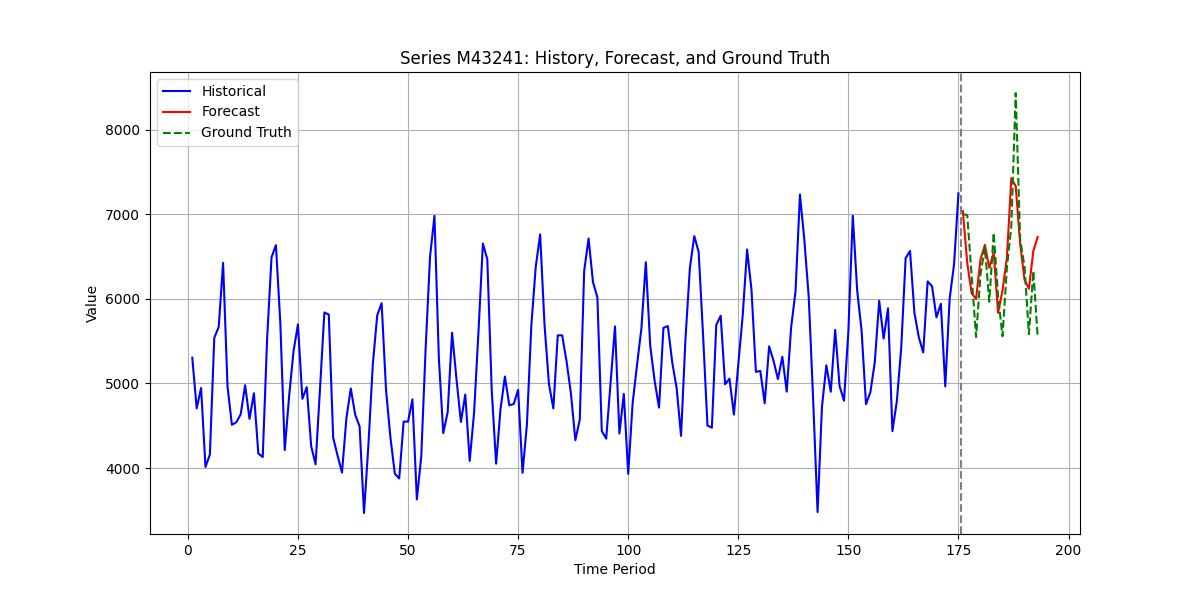 Series M43241: History, Forecast, and Ground Truth
Historical
Forecast
Ground Truth
8000
7000
6000
5000
4000
Value
0 25 50 75 100 125 150 175 200
Time Period